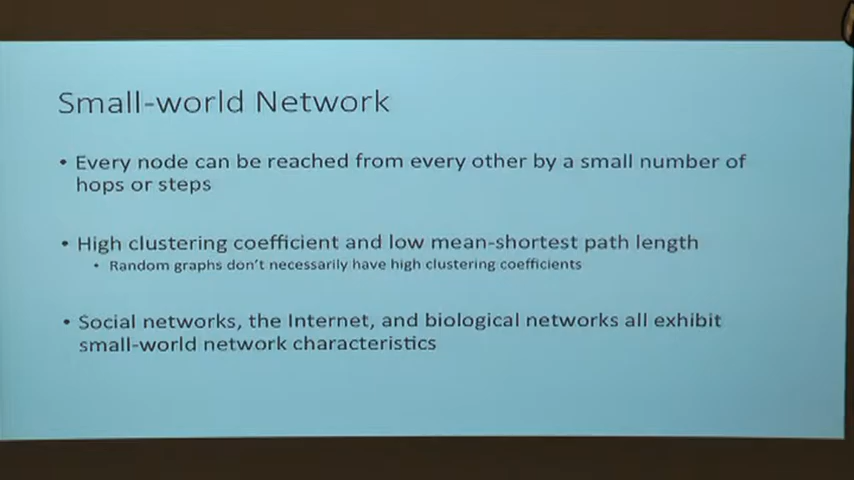 Small-world Network
• Every node can be reached from every other by a small number of
hops or steps
• High clustering coefficient and low mean-shortest path length
• Random graphs don't necessarily have high clustering coefficients
• Social networks, the Internet, and biological networks all exhibit
small-world network characteristics